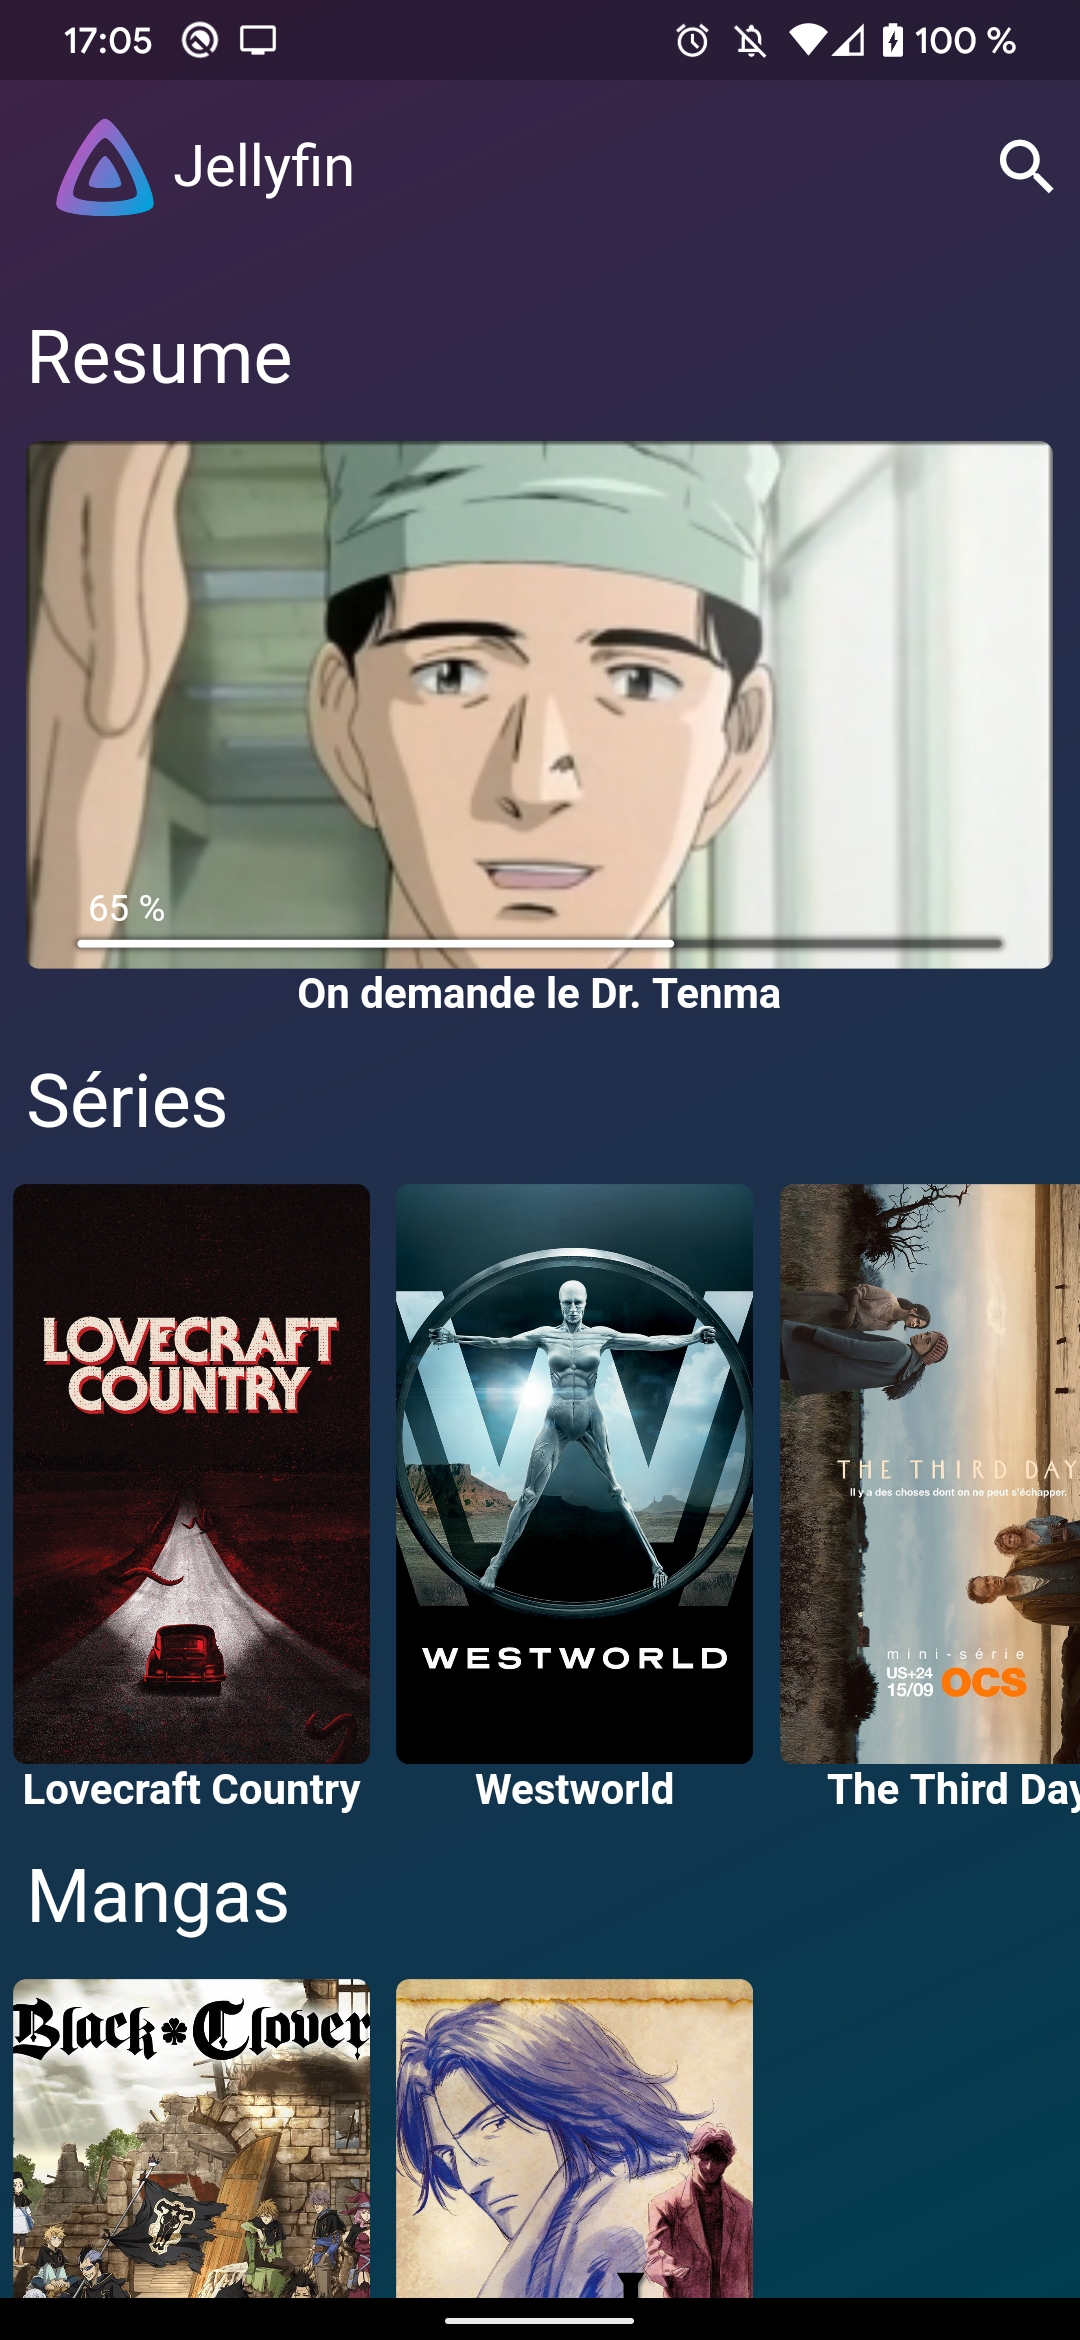 17:05
100 %
Jellyfin
Resume
65 %
On demande le Dr. Tenma
Séries
LOVECRAFT
COUNTRY
WESTWORLD
THE THIRD DAY
Il y a des choses dont on ne peut s'échapper.
mini-série
US+24
15/09
OCS
Lovecraft Country
Westworld
The Third Day
Mangas
Black Clover